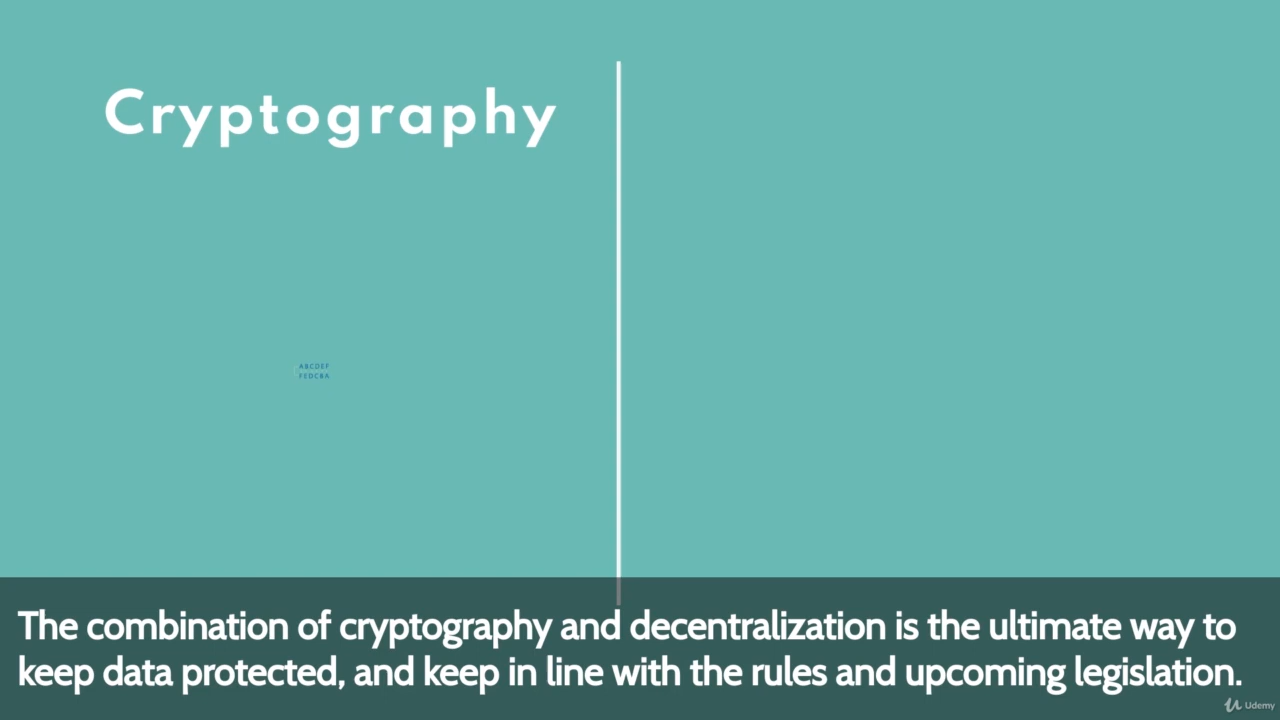 Cryptography
ABCDEF
FEDCBA
The combination of cryptography and decentralization is the ultimate way to
keep data protected, and keep in line with the rules and upcoming legislation.
Udemy